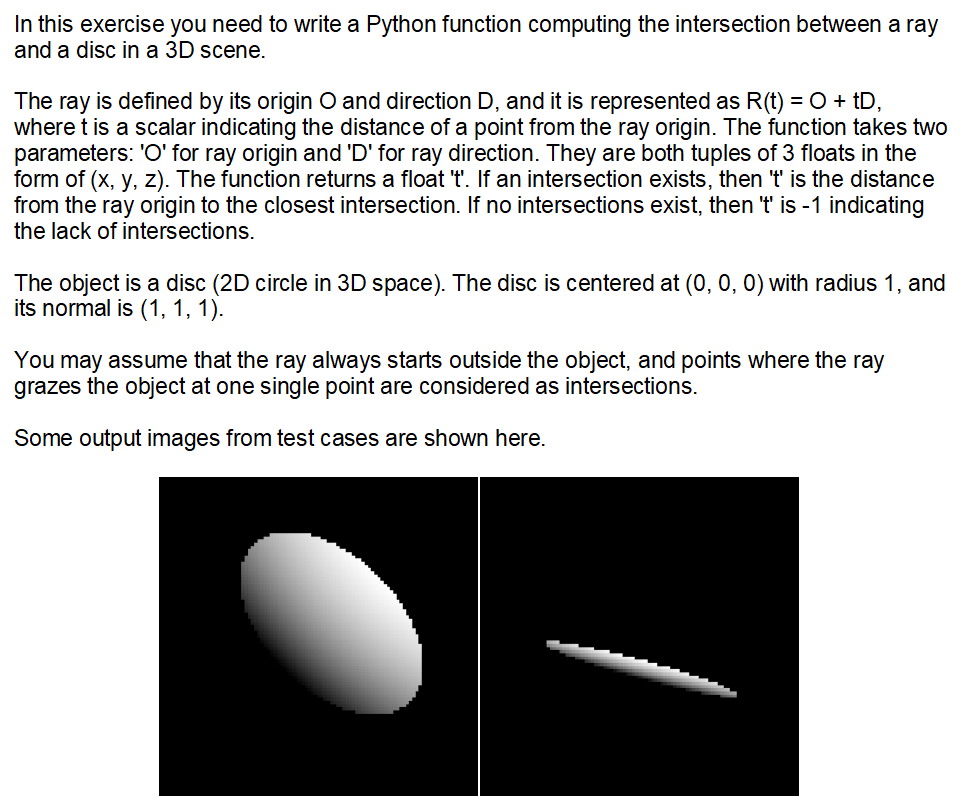 In this exercise you need to write a Python function computing the intersection between a ray
and a disc in a 3D scene.
The ray is defined by its origin O and direction D, and it is represented as R(t) = O + tD,
where t is a scalar indicating the distance of a point from the ray origin. The function takes two
parameters: 'O' for ray origin and 'D' for ray direction. They are both tuples of 3 floats in the
form of (x, y, z). The function returns a float 't'. If an intersection exists, then 't' is the distance
from the ray origin to the closest intersection. If no intersections exist, then 't' is -1 indicating
the lack of intersections.
The object is a disc (2D circle in 3D space). The disc is centered at (0, 0, 0) with radius 1, and
its normal is (1, 1, 1).
You may assume that the ray always starts outside the object, and points where the ray
grazes the object at one single point are considered as intersections.
Some output images from test cases are shown here.